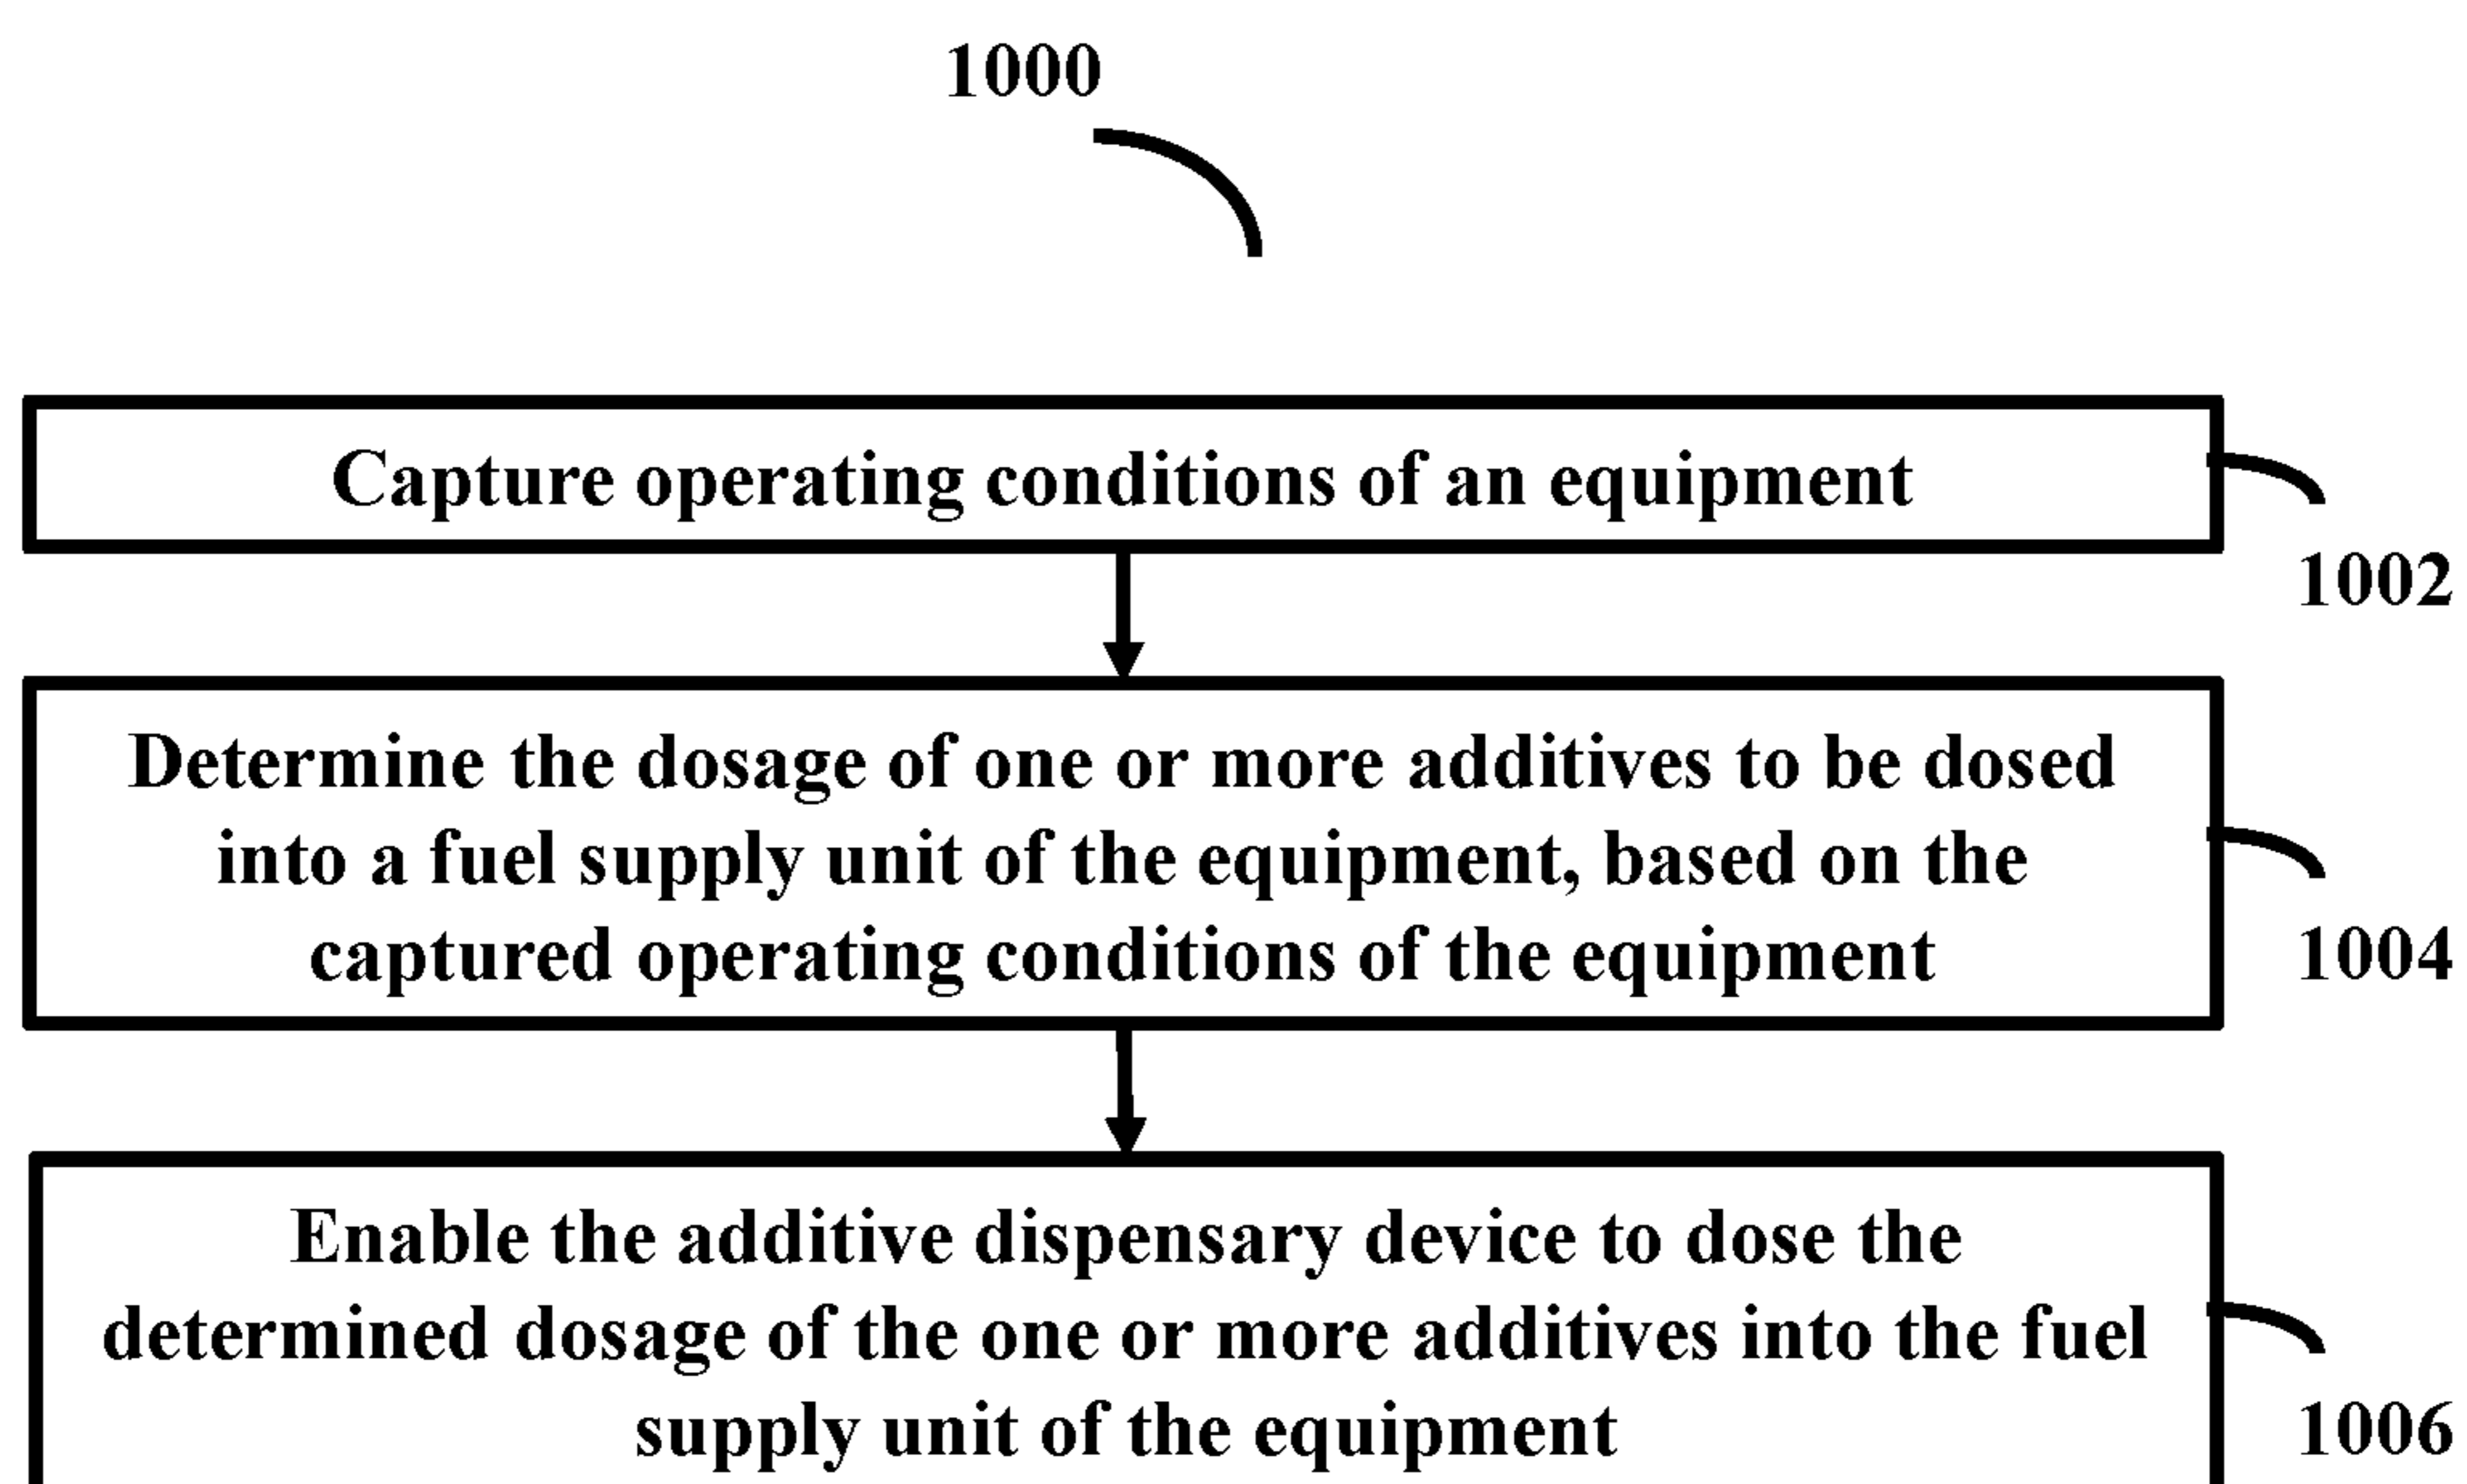 1000
Capture operating conditions of an equipment
1002
Determine the dosage of one or more additives to be dosed
into a fuel supply unit of the equipment, based on the
captured operating conditions of the equipment
1004
Enable the additive dispensary device to dose the
determined dosage of the one or more additives into the fuel
supply unit of the equipment
1006